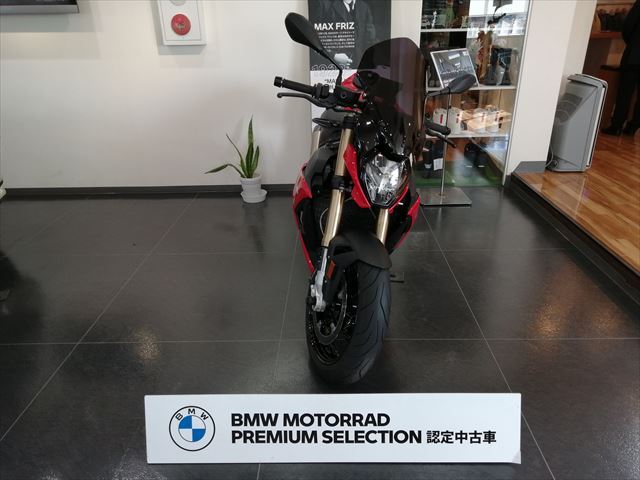 MAX FRIZ
BMW
BMW MOTORRAD
PREMIUM SELECTION 認定中古車